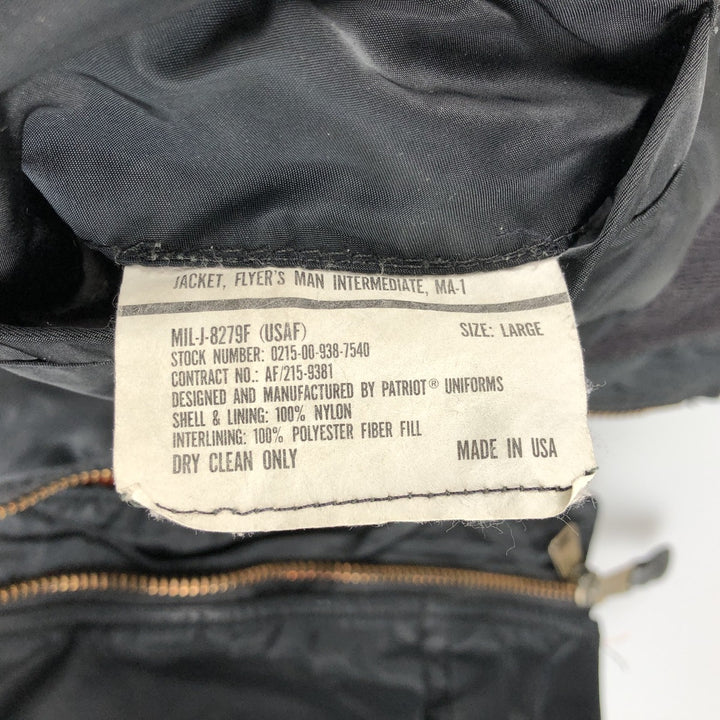 JACKET, FLYER'S MAN INTERMEDIATE, MA-1
MIL-J-8279F (USAF) SIZE: LARGE
STOCK NUMBER: 0215-00-938-7540
CONTRACT NO.: AF/215-9381
DESIGNED AND MANUFACTURED BY PATRIOT® UNIFORMS
SHELL & LINING: 100% NYLON
INTERLINING: 100% POLYESTER FIBER FILL
DRY CLEAN ONLY MADE IN USA